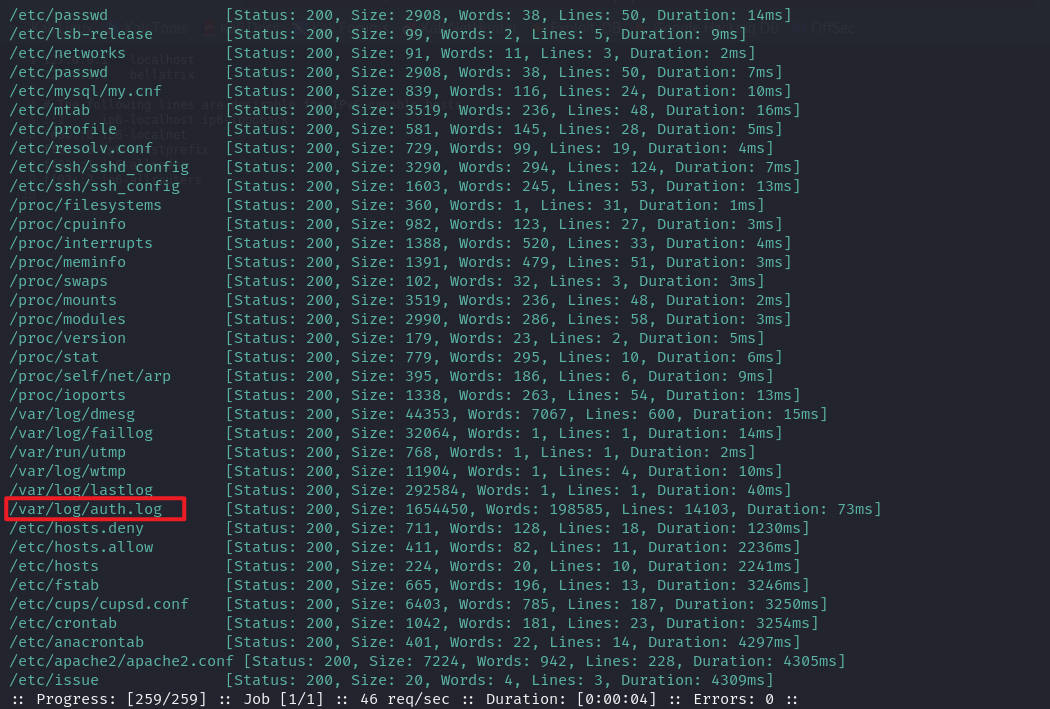 /etc/passwd [Status: 200, Size: 2908, Words: 38, Lines: 50, Duration: 14ms]
/etc/lsb-release [Status: 200, Size: 99, Words: 2, Lines: 5, Duration: 9ms]
/etc/networks [Status: 200, Size: 91, Words: 11, Lines: 3, Duration: 2ms]
/etc/passwd [Status: 200, Size: 2908, Words: 38, Lines: 50, Duration: 7ms]
/etc/mysql/my.cnf [Status: 200, Size: 839, Words: 116, Lines: 24, Duration: 10ms]
/etc/mtab [Status: 200, Size: 3519, Words: 236, Lines: 48, Duration: 16ms]
/etc/profile [Status: 200, Size: 581, Words: 145, Lines: 28, Duration: 5ms]
/etc/resolv.conf [Status: 200, Size: 729, Words: 99, Lines: 19, Duration: 4ms]
/etc/ssh/sshd_config [Status: 200, Size: 3290, Words: 294, Lines: 124, Duration: 7ms]
/etc/ssh/ssh_config [Status: 200, Size: 1603, Words: 245, Lines: 53, Duration: 13ms]
/proc/filesystems [Status: 200, Size: 360, Words: 1, Lines: 31, Duration: 1ms]
/proc/cpuinfo [Status: 200, Size: 982, Words: 123, Lines: 27, Duration: 3ms]
/proc/interrupts [Status: 200, Size: 1388, Words: 520, Lines: 33, Duration: 4ms]
/proc/meminfo [Status: 200, Size: 1391, Words: 479, Lines: 51, Duration: 3ms]
/proc/swaps [Status: 200, Size: 102, Words: 32, Lines: 3, Duration: 3ms]
/proc/mounts [Status: 200, Size: 3519, Words: 236, Lines: 48, Duration: 2ms]
/proc/modules [Status: 200, Size: 2990, Words: 286, Lines: 58, Duration: 3ms]
/proc/version [Status: 200, Size: 179, Words: 23, Lines: 2, Duration: 5ms]
/proc/stat [Status: 200, Size: 779, Words: 295, Lines: 10, Duration: 6ms]
/proc/self/net/arp [Status: 200, Size: 395, Words: 186, Lines: 6, Duration: 9ms]
/proc/ioports [Status: 200, Size: 1338, Words: 263, Lines: 54, Duration: 13ms]
/var/log/dmesg [Status: 200, Size: 44353, Words: 7067, Lines: 600, Duration: 15ms]
/var/log/faillog [Status: 200, Size: 32064, Words: 1, Lines: 1, Duration: 14ms]
/var/run/utmp [Status: 200, Size: 768, Words: 1, Lines: 1, Duration: 2ms]
/var/log/wtmp [Status: 200, Size: 11904, Words: 1, Lines: 4, Duration: 10ms]
/var/log/lastlog [Status: 200, Size: 292584, Words: 1, Lines: 1, Duration: 40ms]
/var/log/auth.log [Status: 200, Size: 1654450, Words: 198585, Lines: 14103, Duration: 73ms]
/etc/hosts.deny [Status: 200, Size: 711, Words: 128, Lines: 18, Duration: 1230ms]
/etc/hosts.allow [Status: 200, Size: 411, Words: 82, Lines: 11, Duration: 2236ms]
/etc/hosts [Status: 200, Size: 224, Words: 20, Lines: 10, Duration: 2241ms]
/etc/fstab [Status: 200, Size: 665, Words: 196, Lines: 13, Duration: 3246ms]
/etc/cups/cupsd.conf [Status: 200, Size: 6403, Words: 785, Lines: 187, Duration: 3250ms]
/etc/crontab [Status: 200, Size: 1042, Words: 181, Lines: 23, Duration: 3254ms]
/etc/anacrontab [Status: 200, Size: 401, Words: 22, Lines: 14, Duration: 4297ms]
/etc/apache2/apache2.conf [Status: 200, Size: 7224, Words: 942, Lines: 228, Duration: 4305ms]
/etc/issue [Status: 200, Size: 20, Words: 4, Lines: 3, Duration: 4309ms]
:: Progress: [259/259] :: Job [1/1] :: 46 req/sec :: Duration: [0:00:04] :: Errors: 0 ::